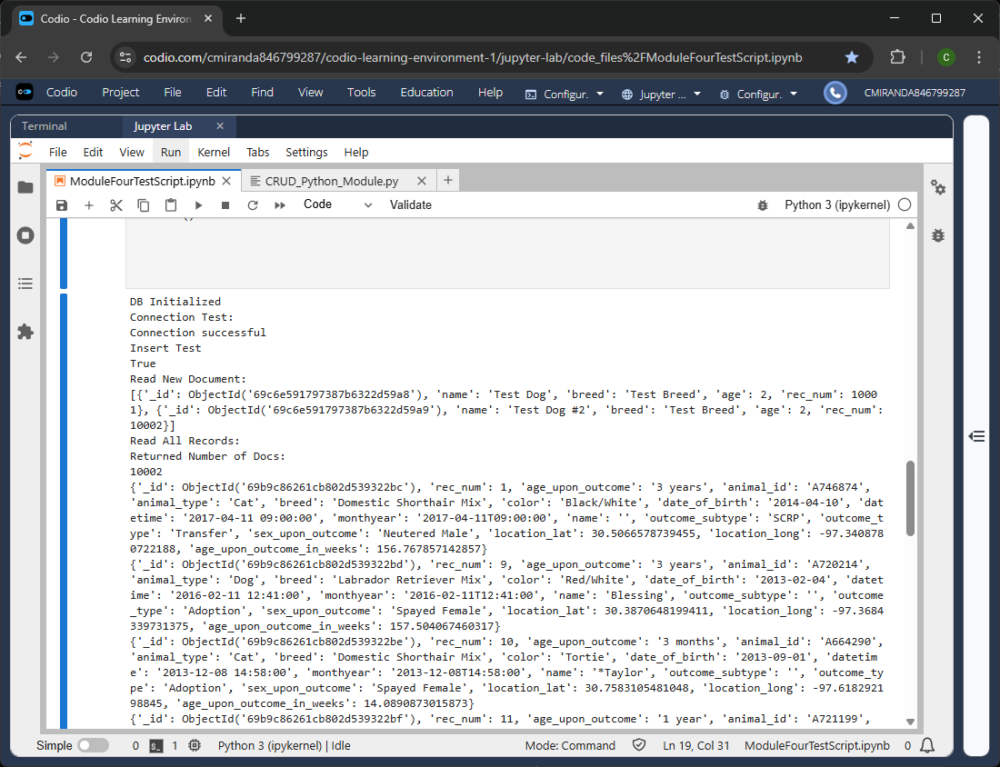 Codio - Codio Learning Environ
codio.com/cmiranda846799287/codio-learning-environment-1/jupyter-lab/code_files%2FModuleFourTestScript.ipynb
C
Codio Project File Edit Find View Tools Education Help Configur. Jupyter ... Configur. CMIRANDA846799287
Terminal Jupyter Lab
File Edit View Run Kernel Tabs Settings Help
ModuleFourTestScript.ipynb CRUD_Python_Module.py
Code Validate Python 3 (ipykernel)
DB Initialized
Connection Test:
Connection successful
Insert Test
True
Read New Document:
[{'_id': ObjectId('69c6e591797387b6322d59a8'), 'name': 'Test Dog', 'breed': 'Test Breed', 'age': 2, 'rec_num': 1000
1}, {'_id': ObjectId('69c6e591797387b6322d59a9'), 'name': 'Test Dog #2', 'breed': 'Test Breed', 'age': 2, 'rec_num':
10002}]
Read All Records:
Returned Number of Docs:
10002
{'_id': ObjectId('69b9c86261cb802d539322bc'), 'rec_num': 1, 'age_upon_outcome': '3 years', 'animal_id': 'A746874',
'animal_type': 'Cat', 'breed': 'Domestic Shorthair Mix', 'color': 'Black/White', 'date_of_birth': '2014-04-10', 'dat
etime': '2017-04-11 09:00:00', 'monthyear': '2017-04-11T09:00:00', 'name': '', 'outcome_subtype': 'SCRP', 'outcome_t
ype': 'Transfer', 'sex_upon_outcome': 'Neutered Male', 'location_lat': 30.5066578739455, 'location_long': -97.340878
0722188, 'age_upon_outcome_in_weeks': 156.767857142857}
{'_id': ObjectId('69b9c86261cb802d539322bd'), 'rec_num': 9, 'age_upon_outcome': '3 years', 'animal_id': 'A720214',
'animal_type': 'Dog', 'breed': 'Labrador Retriever Mix', 'color': 'Red/White', 'date_of_birth': '2013-02-04', 'datet
ime': '2016-02-11 12:41:00', 'monthyear': '2016-02-11T12:41:00', 'name': 'Blessing', 'outcome_subtype': '', 'outcome
_type': 'Adoption', 'sex_upon_outcome': 'Spayed Female', 'location_lat': 30.3870648199411, 'location_long': -97.3684
339731375, 'age_upon_outcome_in_weeks': 157.504067460317}
{'_id': ObjectId('69b9c86261cb802d539322be'), 'rec_num': 10, 'age_upon_outcome': '3 months', 'animal_id': 'A664290',
'animal_type': 'Cat', 'breed': 'Domestic Shorthair Mix', 'color': 'Tortie', 'date_of_birth': '2013-09-01', 'datetim
e': '2013-12-08 14:58:00', 'monthyear': '2013-12-08T14:58:00', 'name': '*Taylor', 'outcome_subtype': '', 'outcome_ty
pe': 'Adoption', 'sex_upon_outcome': 'Spayed Female', 'location_lat': 30.7583105481048, 'location_long': -97.6182921
98845, 'age_upon_outcome_in_weeks': 14.0890873015873}
{'_id': ObjectId('69b9c86261cb802d539322bf'), 'rec_num': 11, 'age_upon_outcome': '1 year', 'animal_id': 'A721199',
Simple 0 1 Python 3 (ipykernel) | Idle Mode: Command Ln 19, Col 31 ModuleFourTestScript.ipynb 0